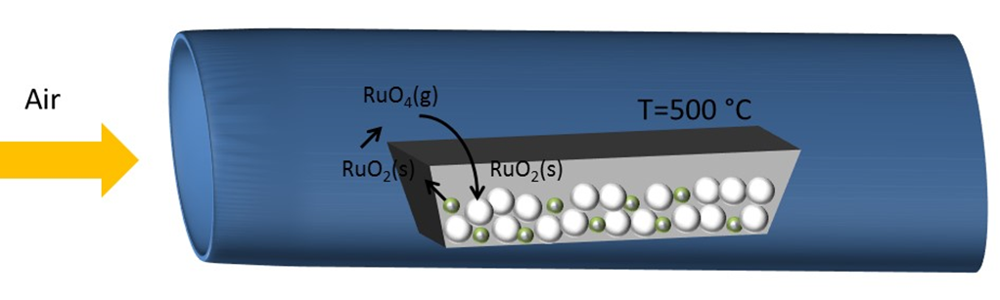 Air
RuO₄(g)
T=500 °C
RuO₂(s)
RuO₂(s)